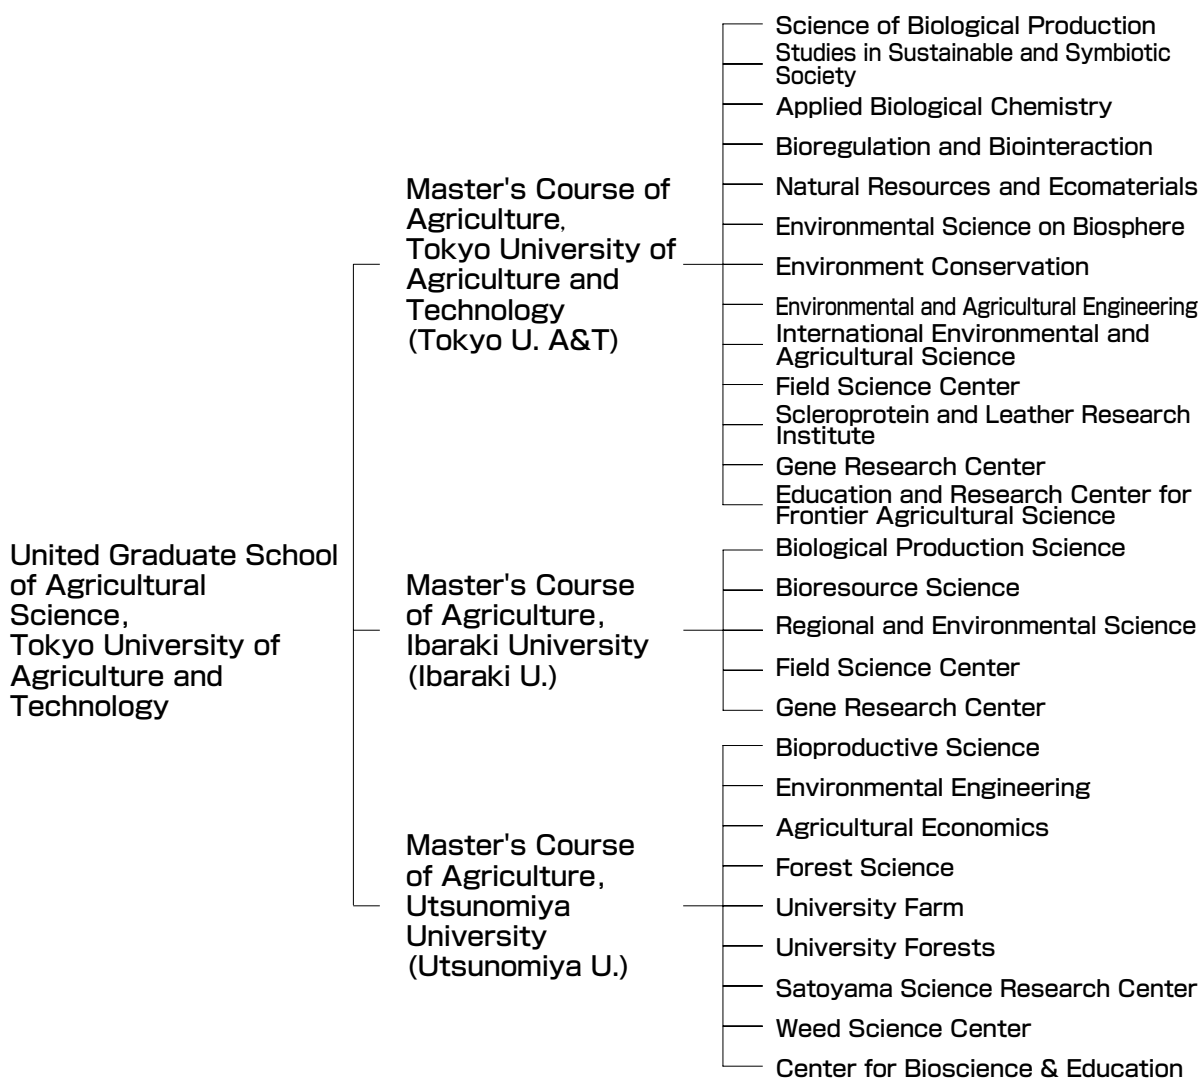 United Graduate School
of Agricultural
Science,
Tokyo University of
Agriculture and
Technology
Master's Course of
Agriculture,
Tokyo University of
Agriculture and
Technology
(Tokyo U. A&T)
Science of Biological Production
Studies in Sustainable and Symbiotic
Society
Applied Biological Chemistry
Bioregulation and Biointeraction
Natural Resources and Ecomaterials
Environmental Science on Biosphere
Environment Conservation
Environmental and Agricultural Engineering
International Environmental and
Agricultural Science
Field Science Center
Scleroprotein and Leather Research
Institute
Gene Research Center
Education and Research Center for
Frontier Agricultural Science
Master's Course
of Agriculture,
Ibaraki University
(Ibaraki U.)
Biological Production Science
Bioresource Science
Regional and Environmental Science
Field Science Center
Gene Research Center
Master's Course
of Agriculture,
Utsunomiya
University
(Utsunomiya U.)
Bioproductive Science
Environmental Engineering
Agricultural Economics
Forest Science
University Farm
University Forests
Satoyama Science Research Center
Weed Science Center
Center for Bioscience & Education